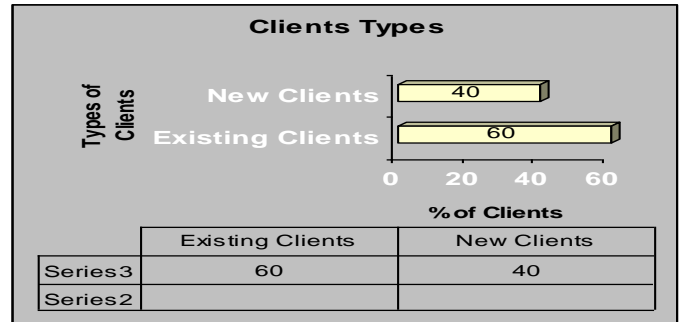 Clients Types
Types of
Clients
New Clients
40
Existing Clients
60
0 20 40 60
% of Clients
Existing Clients New Clients
Series3 60 40
Series2